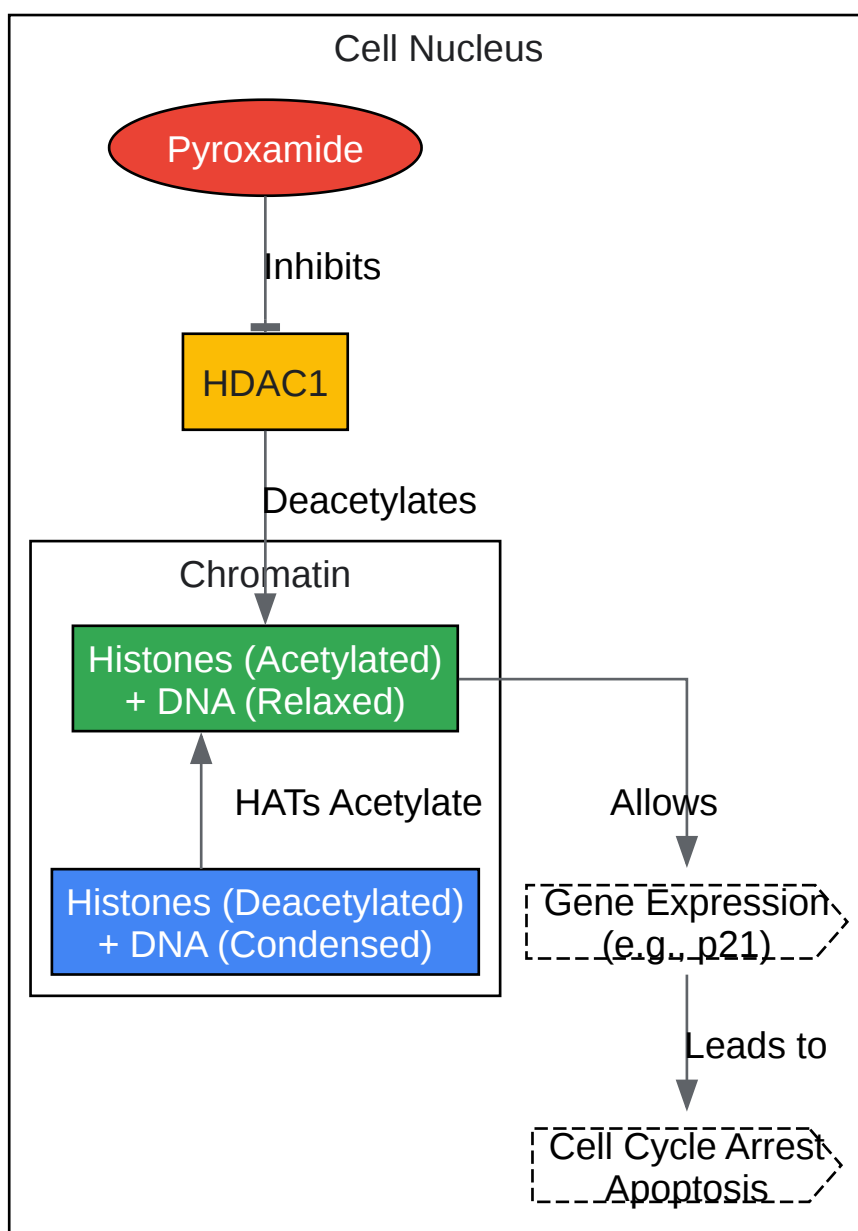 Cell Nucleus
Pyroxamide
Inhibits
HDAC1
Deacetylates
Chromatin
Histones (Acetylated)
+ DNA (Relaxed)
HATs Acetylate
Allows
Histones (Deacetylated)
+ DNA (Condensed)
Gene Expression
(e.g., p21)
Leads to
Cell Cycle Arrest
Apoptosis